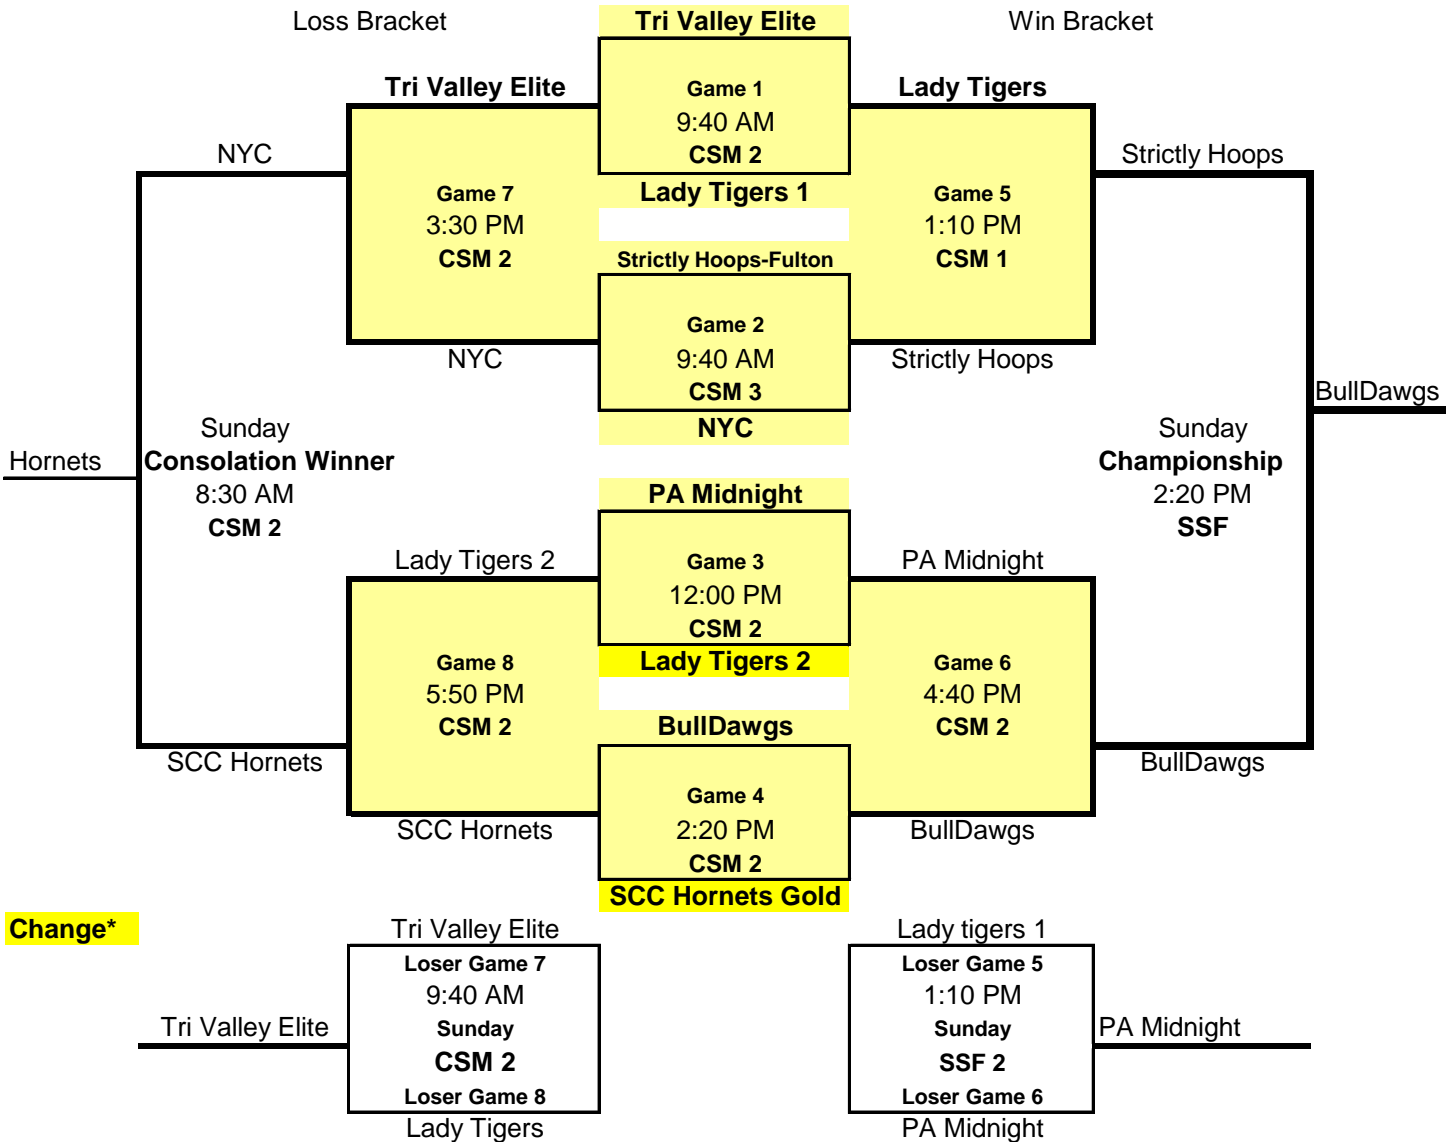 Loss Bracket
Tri Valley Elite
Win Bracket
Tri Valley Elite
Game 1
Lady Tigers
9:40 AM
NYC
CSM 2
Strictly Hoops
Game 7
Lady Tigers 1
Game 5
3:30 PM
1:10 PM
CSM 2
Strictly Hoops-Fulton
CSM 1
Game 2
NYC
9:40 AM
Strictly Hoops
CSM 3
BullDawgs
Sunday
NYC
Sunday
Hornets
Consolation Winner
Championship
8:30 AM
PA Midnight
2:20 PM
CSM 2
SSF
Lady Tigers 2
Game 3
PA Midnight
12:00 PM
CSM 2
Game 8
Lady Tigers 2
Game 6
5:50 PM
4:40 PM
CSM 2
BullDawgs
CSM 2
SCC Hornets
BullDawgs
Game 4
SCC Hornets
2:20 PM
BullDawgs
CSM 2
SCC Hornets Gold
Change*
Tri Valley Elite
Lady tigers 1
Loser Game 7
Loser Game 5
9:40 AM
1:10 PM
Tri Valley Elite
Sunday
Sunday
PA Midnight
CSM 2
SSF 2
Loser Game 8
Loser Game 6
Lady Tigers
PA Midnight